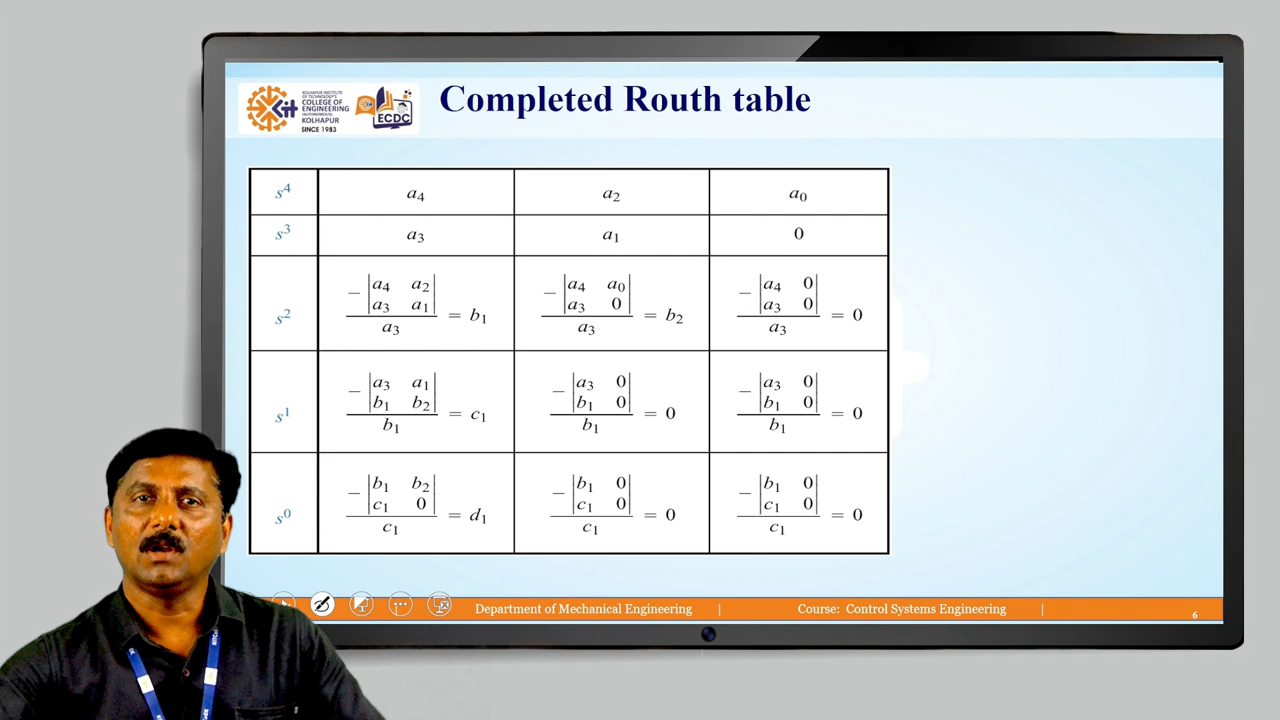 KOLHAPUR INSTITUTE
OF TECHNOLOGY'S
COLLEGE OF
ENGINEERING
(AUTONOMOUS),
KOLHAPUR
SINCE 1983
ECDC
Completed Routh table
s⁴ a₄ a₂ a₀
s³ a₃ a₁ 0
s² −|a₄ a₂; a₃ a₁|/a₃ = b₁ −|a₄ a₀; a₃ 0|/a₃ = b₂ −|a₄ 0; a₃ 0|/a₃ = 0
s¹ −|a₃ a₁; b₁ b₂|/b₁ = c₁ −|a₃ 0; b₁ 0|/b₁ = 0 −|a₃ 0; b₁ 0|/b₁ = 0
s⁰ −|b₁ b₂; c₁ 0|/c₁ = d₁ −|b₁ 0; c₁ 0|/c₁ = 0 −|b₁ 0; c₁ 0|/c₁ = 0
Department of Mechanical Engineering | Course: Control Systems Engineering |
6